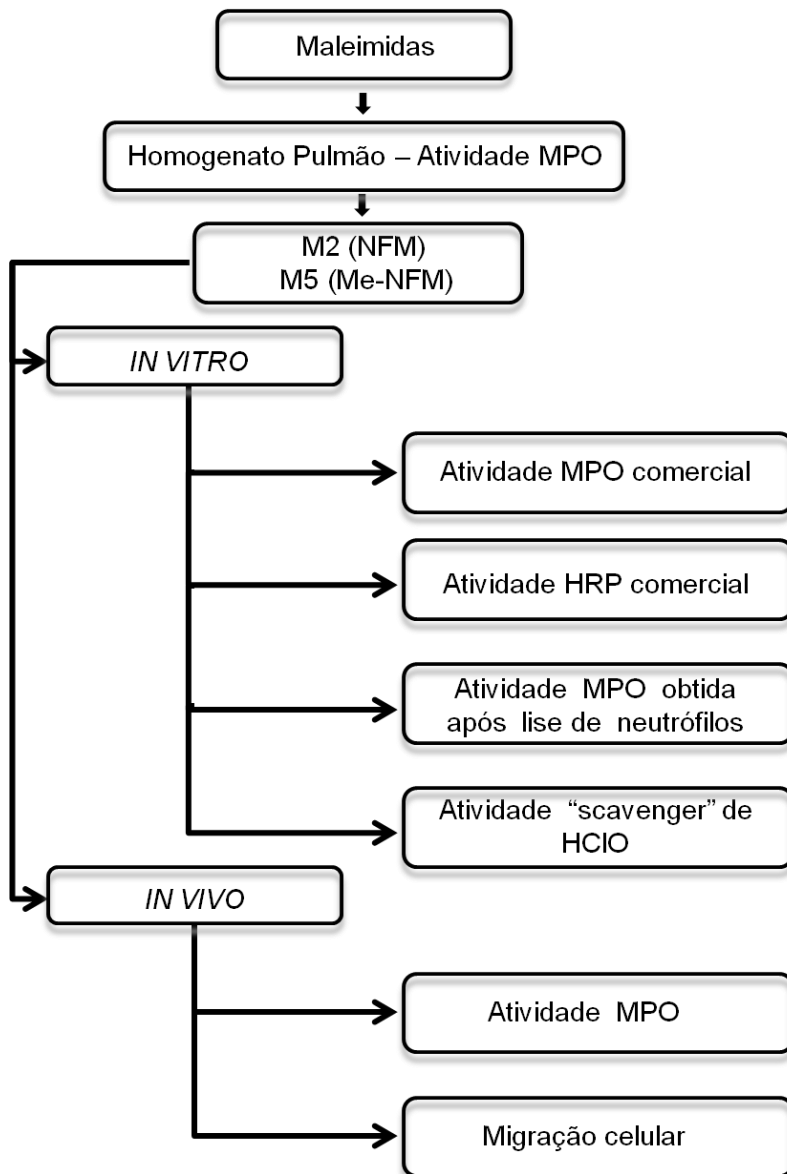 Maleimidas
Homogenato Pulmão – Atividade MPO
M2 (NFM)
M5 (Me-NFM)
IN VITRO
Atividade MPO comercial
Atividade HRP comercial
Atividade MPO obtida
após lise de neutrófilos
Atividade “scavenger” de
HClO
IN VIVO
Atividade MPO
Migração celular